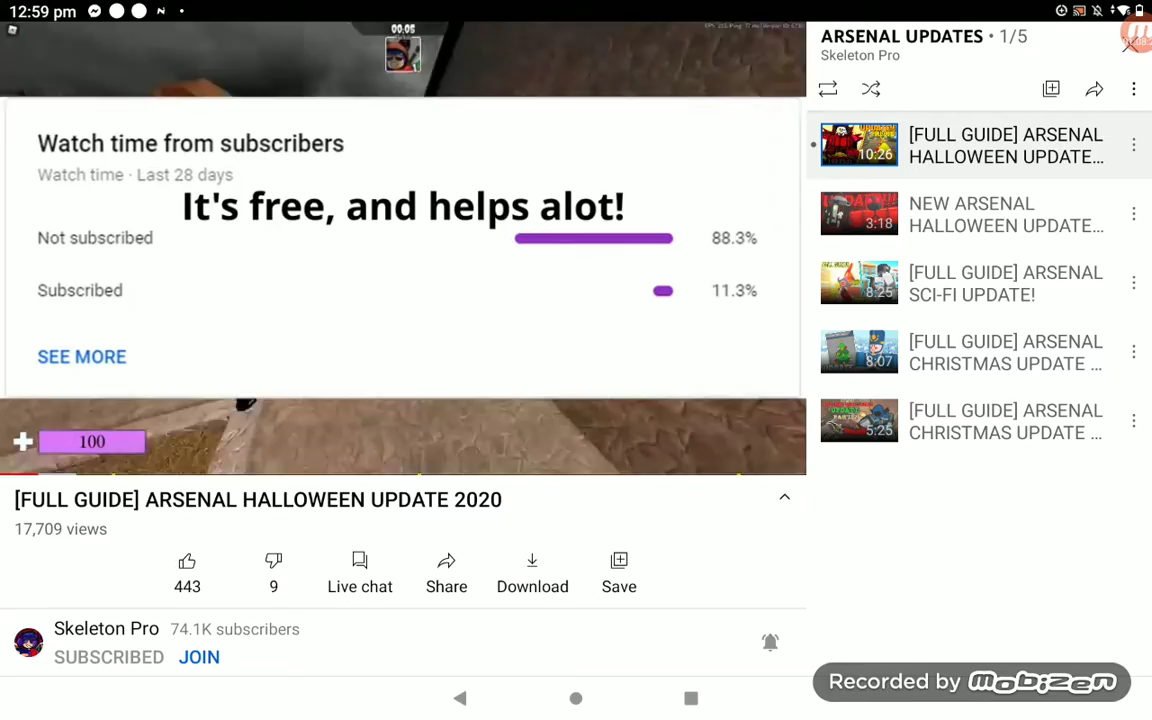 12:59 pm
00:05
Watch time from subscribers
Watch time · Last 28 days
It's free, and helps alot!
Not subscribed 88.3%
Subscribed 11.3%
SEE MORE
100
[FULL GUIDE] ARSENAL HALLOWEEN UPDATE 2020
17,709 views
443
9
Live chat
Share
Download
Save
Skeleton Pro 74.1K subscribers
SUBSCRIBED JOIN
ARSENAL UPDATES • 1/5
Skeleton Pro
10:26
[FULL GUIDE] ARSENAL
HALLOWEEN UPDATE...
3:18
NEW ARSENAL
HALLOWEEN UPDATE...
8:25
[FULL GUIDE] ARSENAL
SCI-FI UPDATE!
8:07
[FULL GUIDE] ARSENAL
CHRISTMAS UPDATE ...
5:25
[FULL GUIDE] ARSENAL
CHRISTMAS UPDATE ...
Recorded by mobizen